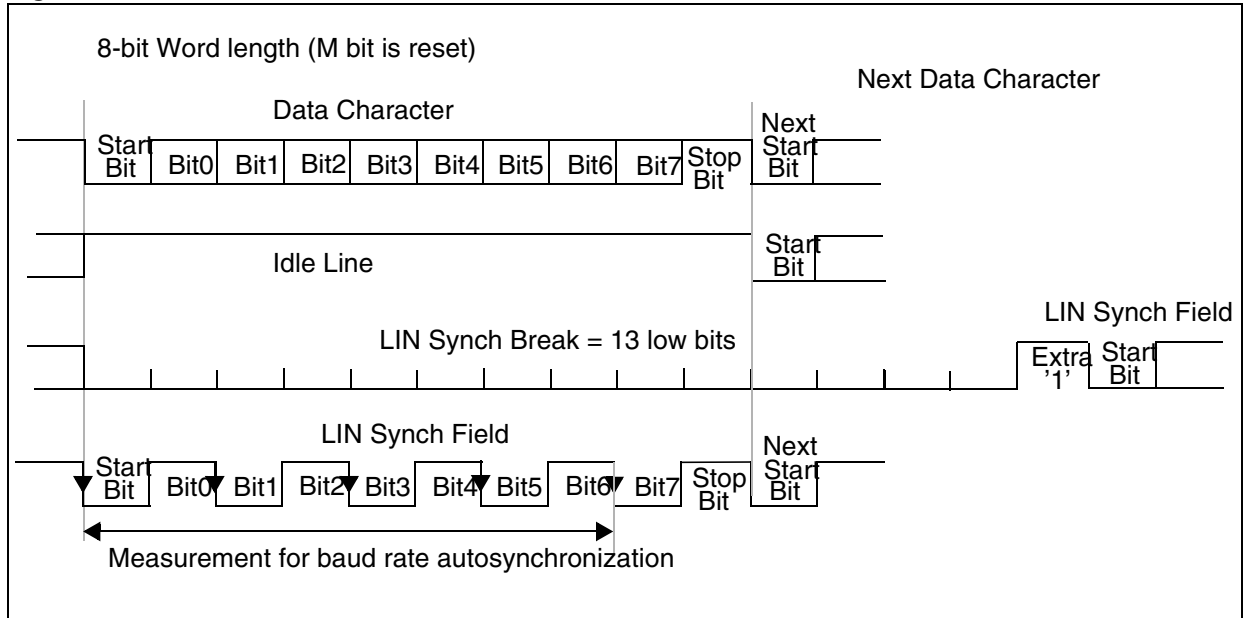 8-bit Word length (M bit is reset)
Next Data Character
Data Character
Start Bit
Bit0
Bit1
Bit2
Bit3
Bit4
Bit5
Bit6
Bit7
Stop Bit
Next Start Bit
Idle Line
Start Bit
LIN Synch Field
LIN Synch Break = 13 low bits
Extra '1'
Start Bit
LIN Synch Field
Start Bit
Bit0
Bit1
Bit2
Bit3
Bit4
Bit5
Bit6
Bit7
Stop Bit
Next Start Bit
Measurement for baud rate autosynchronization